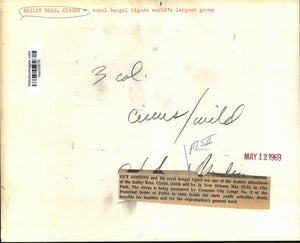 BAILEY BROS. CIRCUS - royal bengal tigers world's largest group
3 col.
circus/wild
MAY 18 1969
GUY GOSSING and his royal bengal tigers are one of the feature attractions
of the Bailey Bros. Circus, which will be in New Orleans May 22-25 in City
Park. The circus is being sponsored by Crescent City Lodge No. 2 of the
Fraternal Order of Police to raise funds for their youth activities, death
benefits for families and for the organization's general fund.